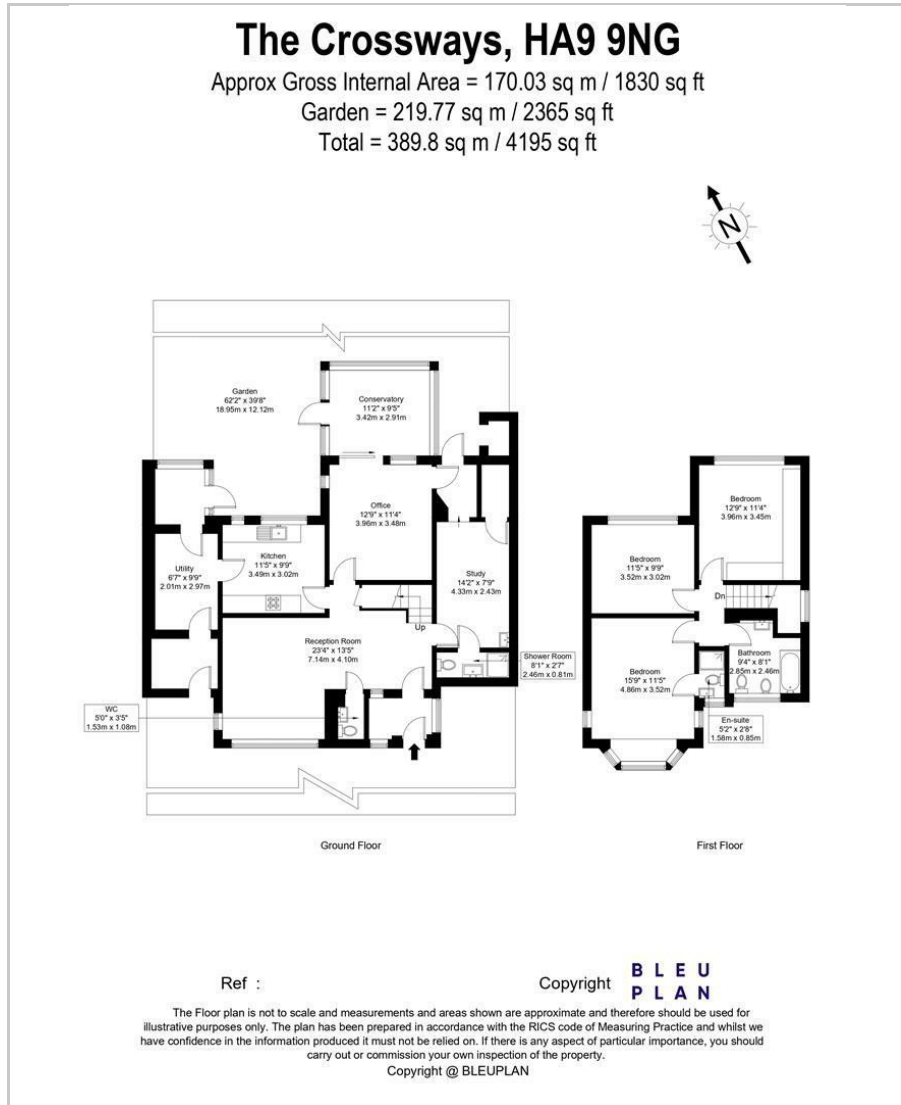 The Crossways, HA9 9NG
Approx Gross Internal Area = 170.03 sq m / 1830 sq ft
Garden = 219.77 sq m / 2365 sq ft
Total = 389.8 sq m / 4195 sq ft
N
Garden
62'2" x 39'8"
18.95m x 12.12m
Conservatory
11'2" x 9'5"
3.42m x 2.91m
Office
12'9" x 11'4"
3.96m x 3.48m
Kitchen
11'5" x 9'9"
3.49m x 3.02m
Utility
6'7" x 9'9"
2.01m x 2.97m
Study
14'2" x 7'9"
4.33m x 2.43m
Up
Reception Room
23'4" x 13'5"
7.14m x 4.10m
Shower Room
8'1" x 2'7"
2.46m x 0.81m
WC
5'0" x 3'5"
1.53m x 1.08m
Ground Floor
Bedroom
12'9" x 11'4"
3.96m x 3.45m
Bedroom
11'5" x 9'9"
3.52m x 3.02m
Dn
Bedroom
15'9" x 11'5"
4.86m x 3.52m
Bathroom
9'4" x 8'1"
2.85m x 2.46m
En-suite
5'2" x 2'8"
1.58m x 0.85m
First Floor
Ref :
Copyright
BLEU
PLAN
The Floor plan is not to scale and measurements and areas shown are approximate and therefore should be used for
illustrative purposes only. The plan has been prepared in accordance with the RICS code of Measuring Practice and whilst we
have confidence in the information produced it must not be relied on. If there is any aspect of particular importance, you should
carry out or commission your own inspection of the property.
Copyright @ BLEUPLAN